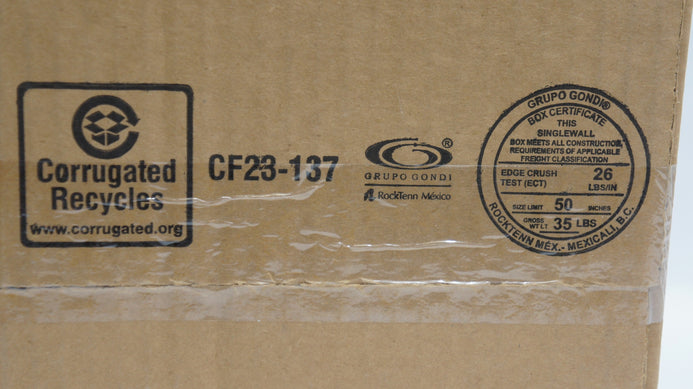 Corrugated
Recycles
www.corrugated.org
CF23-137
®
GRUPO GONDI
RockTenn México
GRUPO GONDI®
BOX CERTIFICATE
THIS
SINGLEWALL
BOX MEETS ALL CONSTRUCTION
REQUIREMENTS OF APPLICABLE
FREIGHT CLASSIFICATION
EDGE CRUSH TEST (ECT) 26 LBS/IN
SIZE LIMIT 50 INCHES
GROSS WT LT 35 LBS
ROCKTENN MÉX.- MEXICALI, B.C.